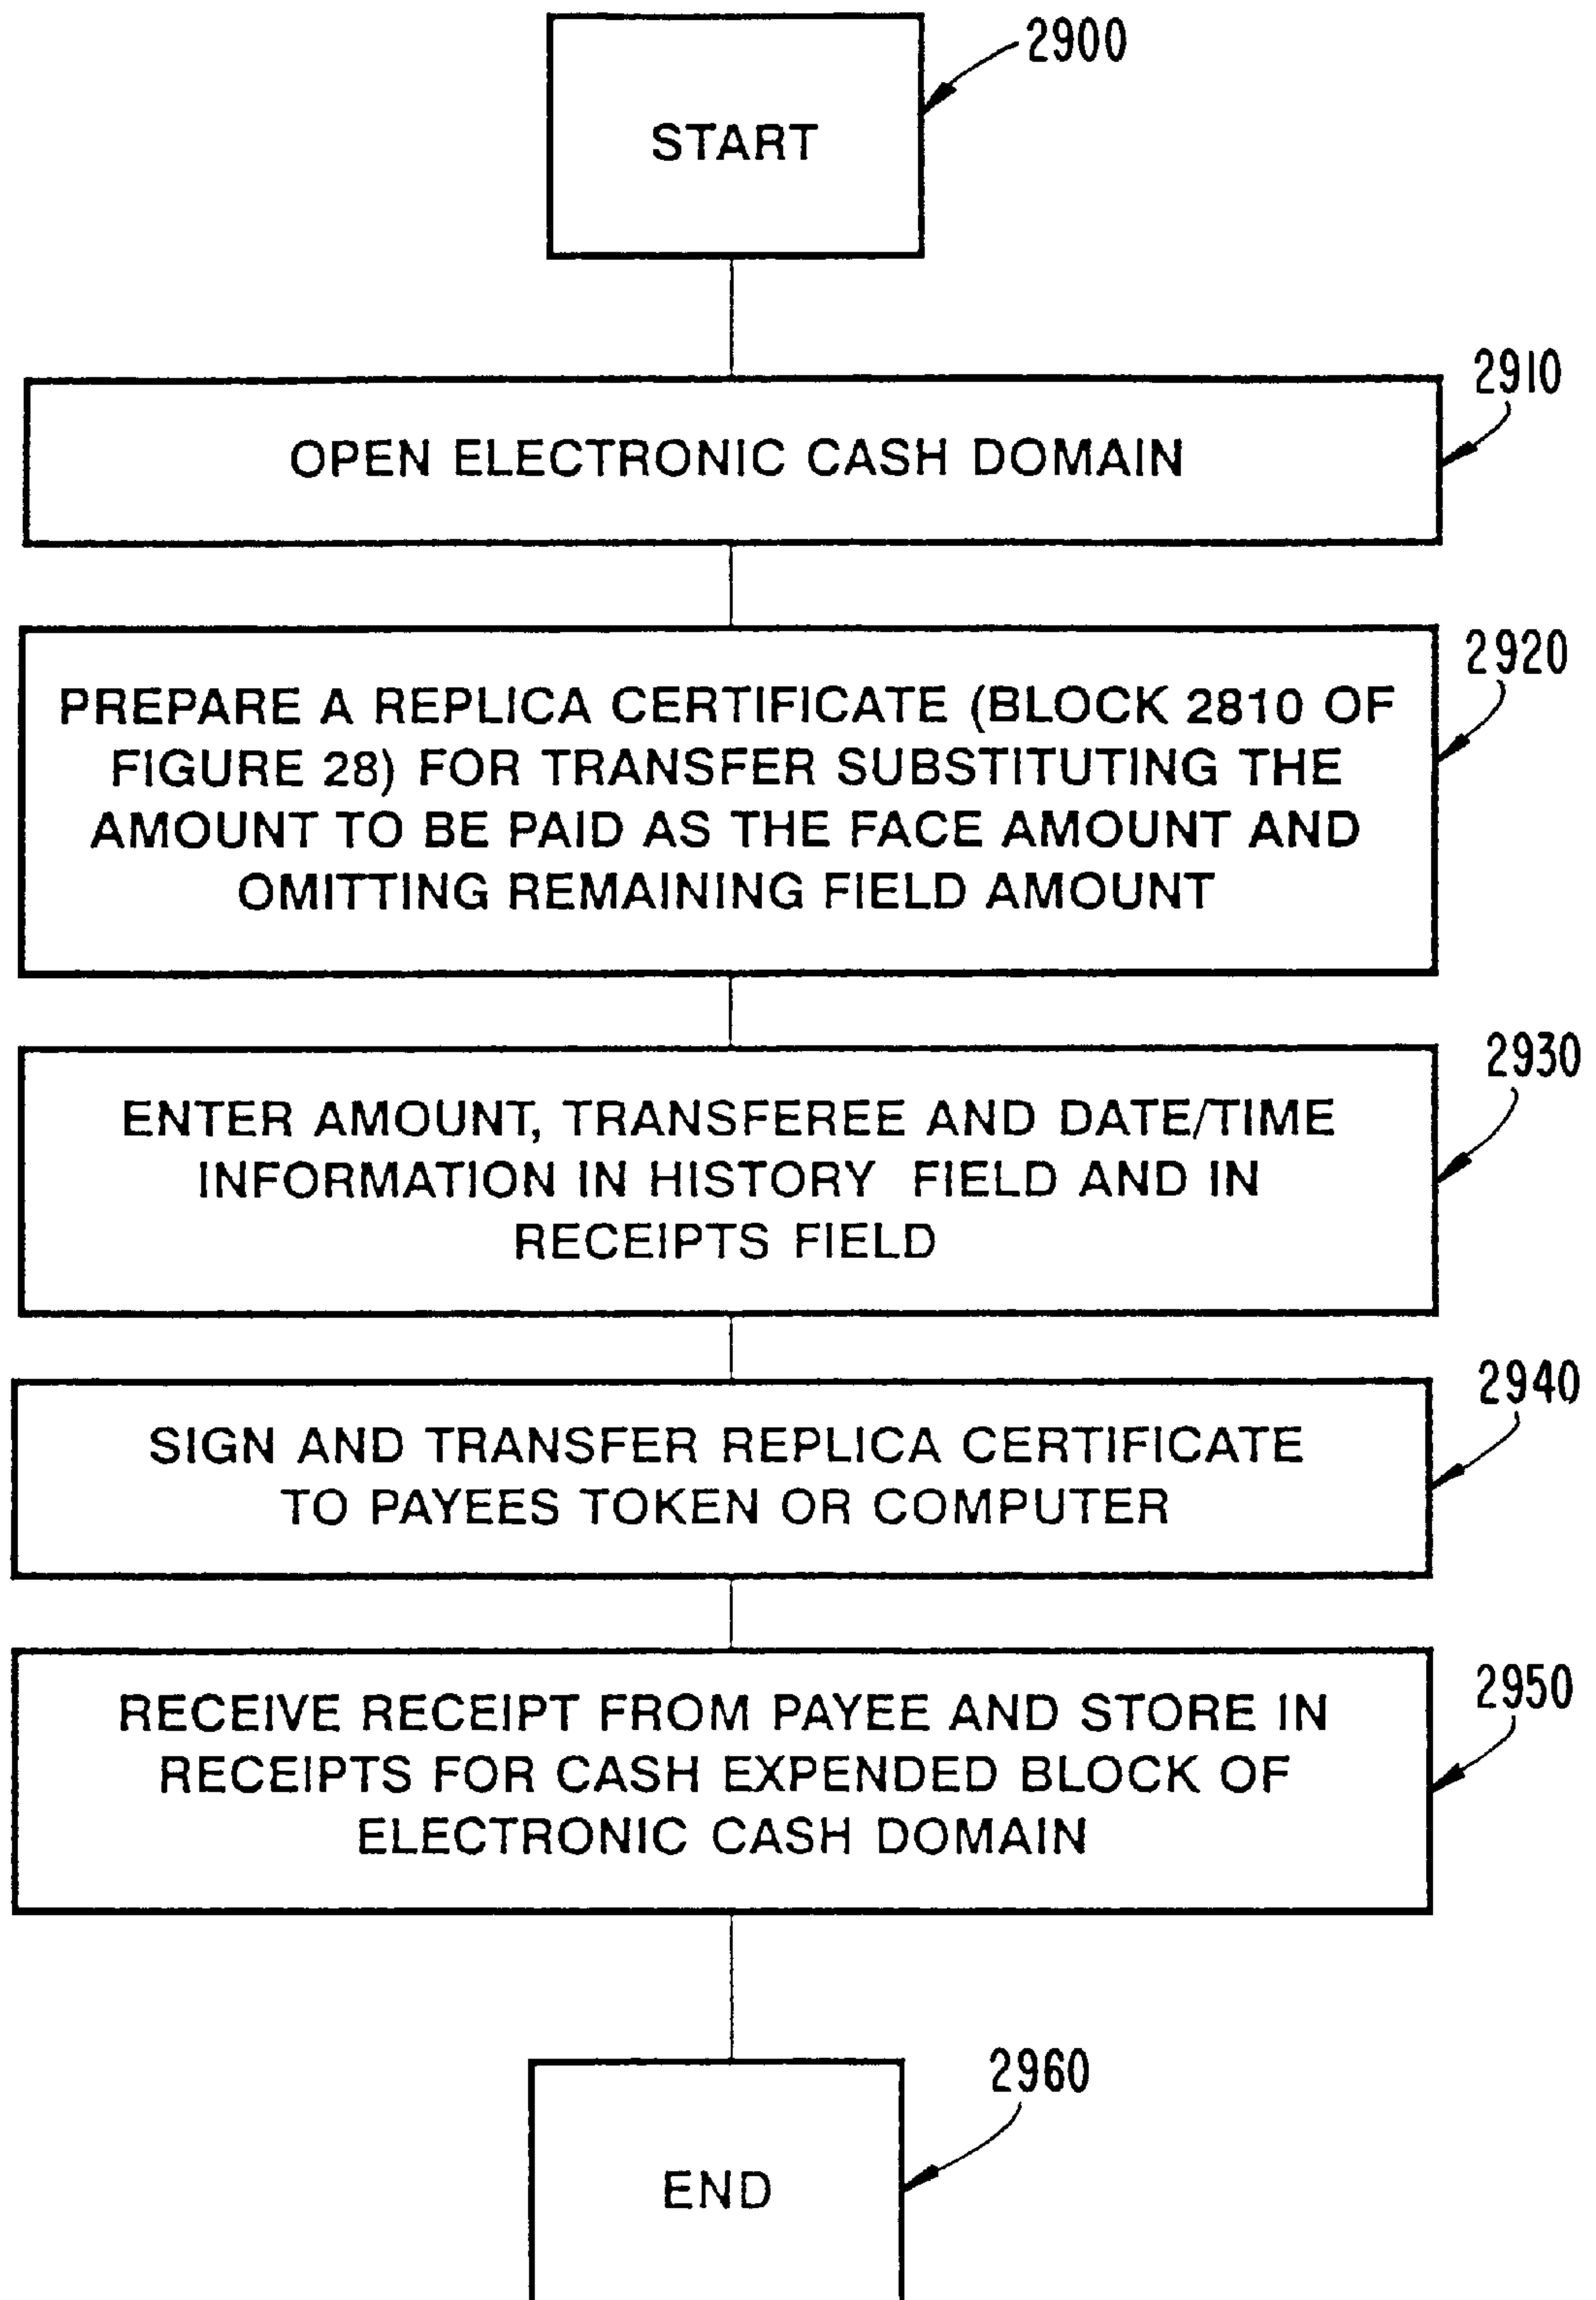 2900
START
2910
OPEN ELECTRONIC CASH DOMAIN
2920
PREPARE A REPLICA CERTIFICATE (BLOCK 2810 OF
FIGURE 28) FOR TRANSFER SUBSTITUTING THE
AMOUNT TO BE PAID AS THE FACE AMOUNT AND
OMITTING REMAINING FIELD AMOUNT
2930
ENTER AMOUNT, TRANSFEREE AND DATE/TIME
INFORMATION IN HISTORY FIELD AND IN
RECEIPTS FIELD
2940
SIGN AND TRANSFER REPLICA CERTIFICATE
TO PAYEES TOKEN OR COMPUTER
2950
RECEIVE RECEIPT FROM PAYEE AND STORE IN
RECEIPTS FOR CASH EXPENDED BLOCK OF
ELECTRONIC CASH DOMAIN
2960
END